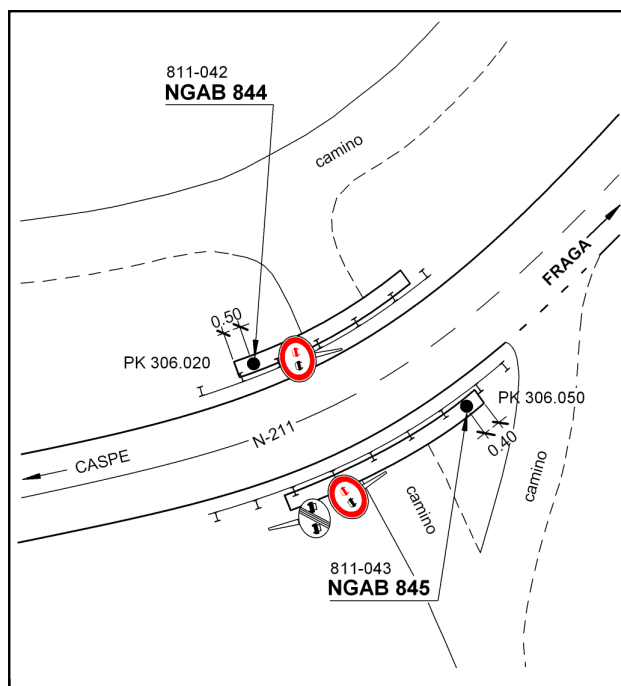 811-042
NGAB 844
camino
FRAGA
0.50
PK 306.020
PK 306.050
N-211
CASPE
0.40
camino
camino
811-043
NGAB 845